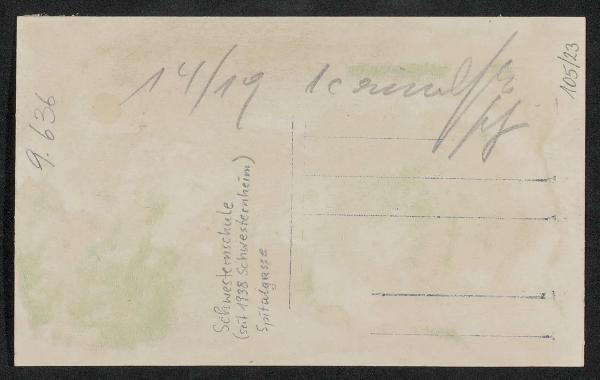 14/19
105/23
9.636
Schwesternschule
(seit 1938 Schwesternheim)
Spitalgasse